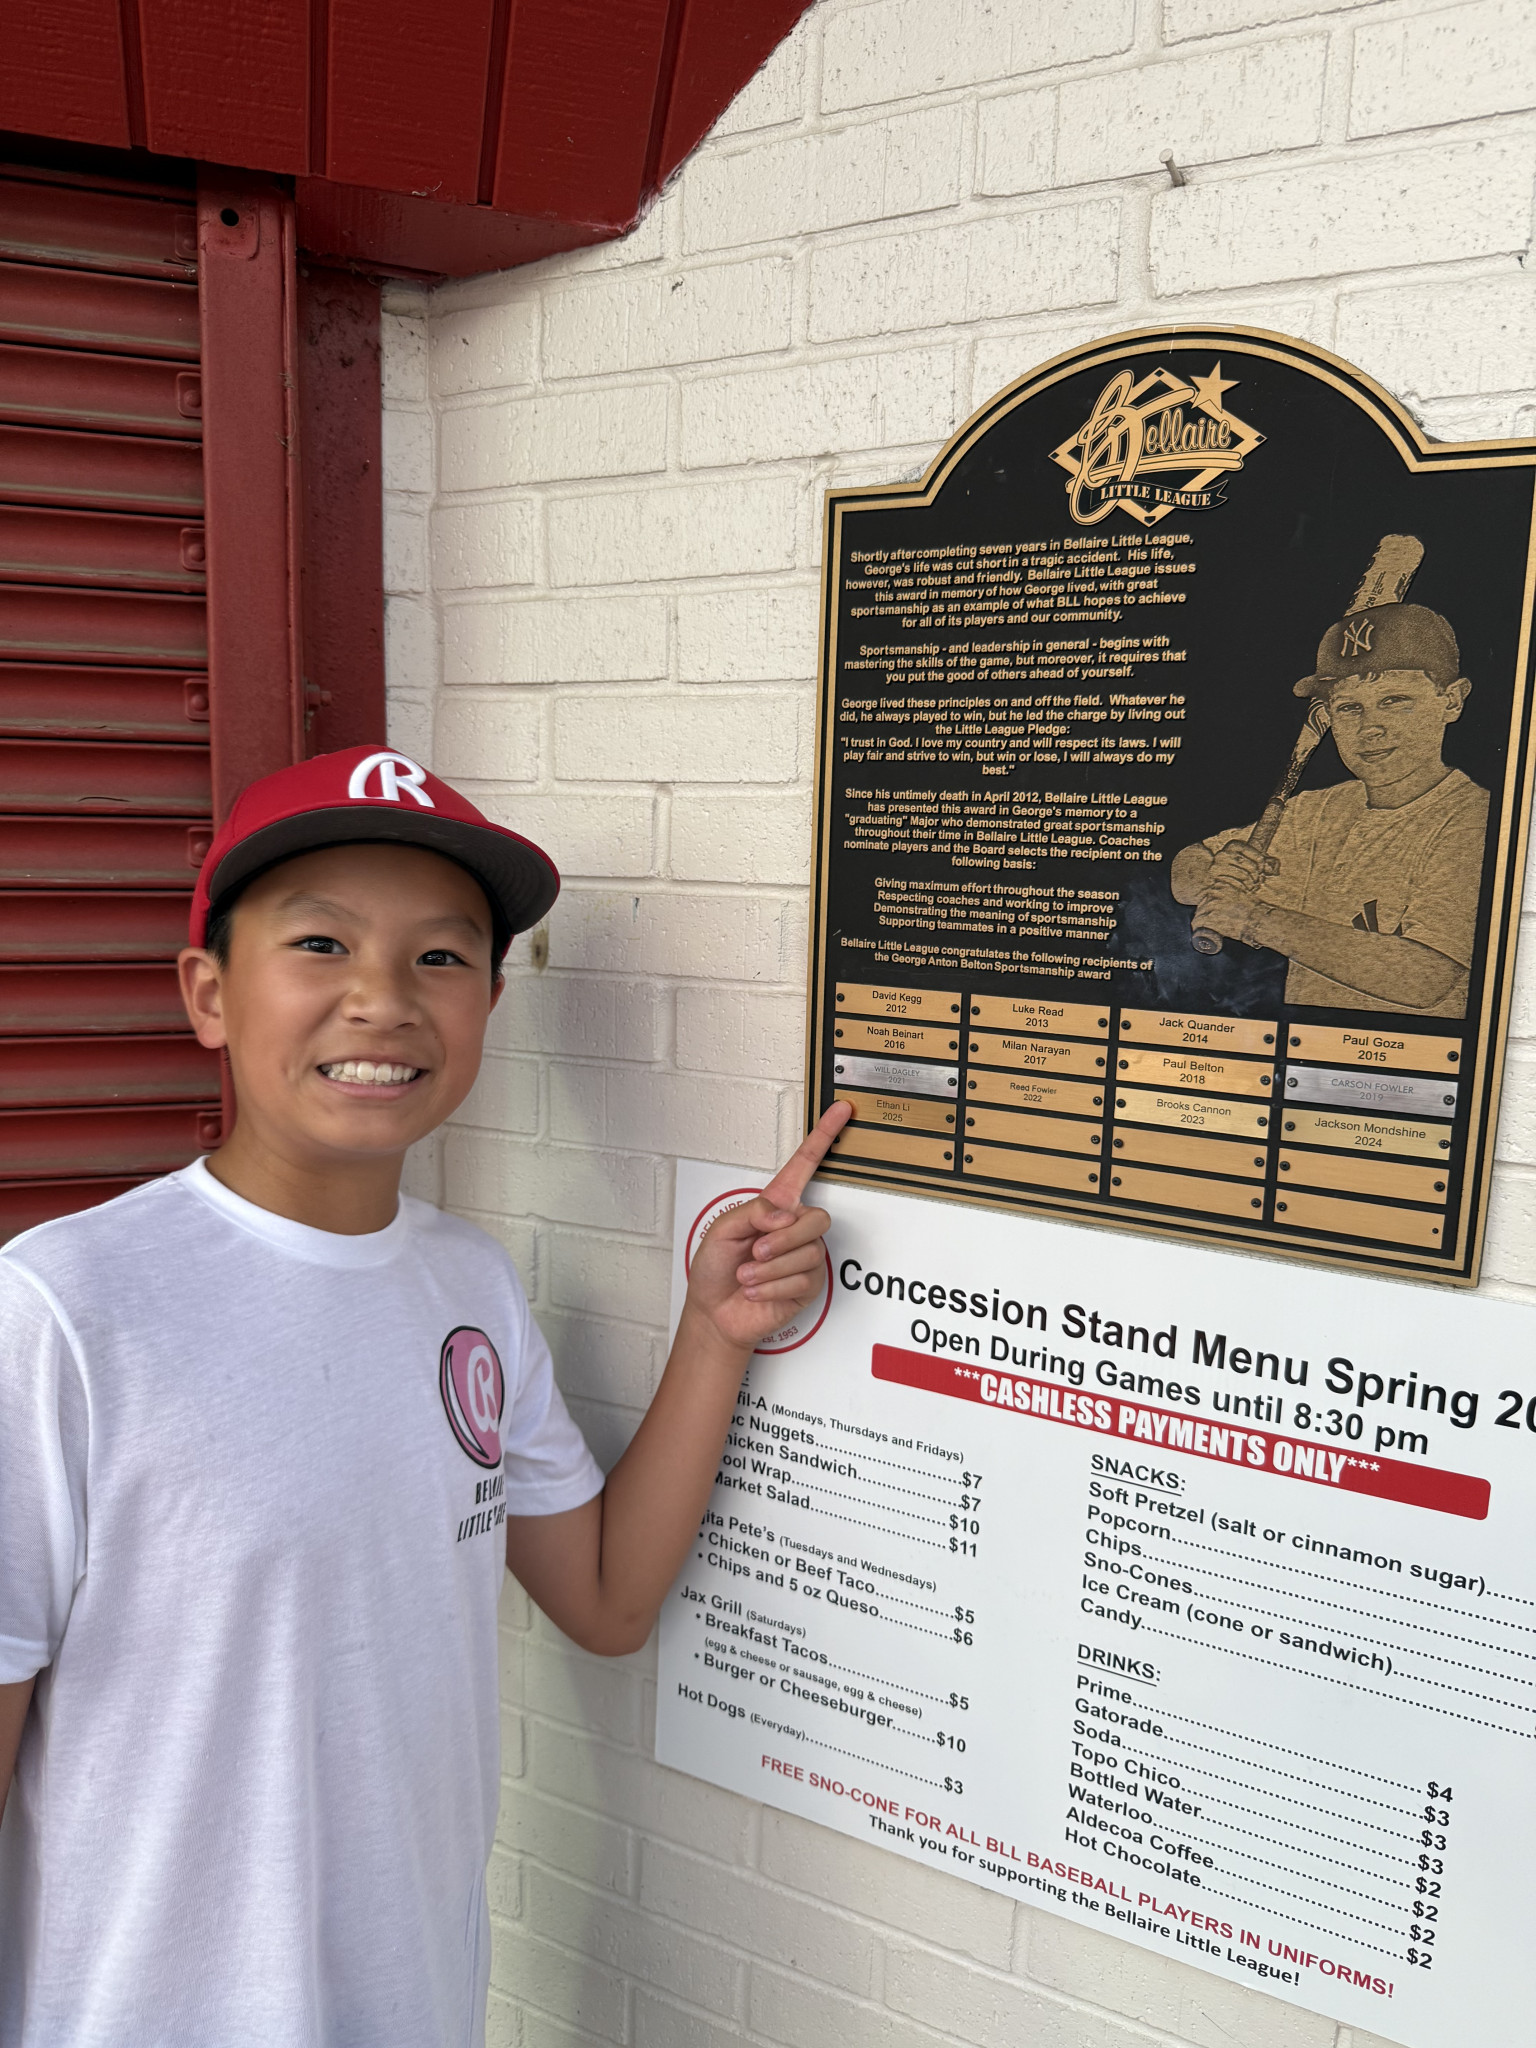 Bellaire
LITTLE LEAGUE
Shortly after completing seven years in Bellaire Little League,
George's life was cut short in a tragic accident. His life,
however, was robust and friendly. Bellaire Little League issues
this award in memory of how George lived, with great
sportsmanship as an example of what BLL hopes to achieve
for all of its players and our community.
Sportsmanship - and leadership in general - begins with
mastering the skills of the game, but moreover, it requires that
you put the good of others ahead of yourself.
George lived these principles on and off the field. Whatever he
did, he always played to win, but he led the charge by living out
the Little League Pledge:
"I trust in God. I love my country and will respect its laws. I will
play fair and strive to win, but win or lose, I will always do my
best."
Since his untimely death in April 2012, Bellaire Little League
has presented this award in George's memory to a
"graduating" Major who demonstrated great sportsmanship
throughout their time in Bellaire Little League. Coaches
nominate players and the Board selects the recipient on the
following basis:
Giving maximum effort throughout the season
Respecting coaches and working to improve
Demonstrating the meaning of sportsmanship
Supporting teammates in a positive manner
Bellaire Little League congratulates the following recipients of
the George Anton Belton Sportsmanship award
David Kegg
2012
Luke Read
2013
Jack Quander
2014
Paul Goza
2015
Noah Beinart
2016
Milan Narayan
2017
Paul Belton
2018
CARSON FOWLER
2019
WILL DAGLEY
2021
Reed Fowler
2022
Brooks Cannon
2023
Jackson Mondshine
2024
Ethan Li
2025
NY
R
B
BELLAIRE
LITTLE
EST. 1953
Concession Stand Menu Spring 20
Open During Games until 8:30 pm
***CASHLESS PAYMENTS ONLY***
fil-A (Mondays, Thursdays and Fridays)
oc Nuggets..........$7
hicken Sandwich..........$7
ool Wrap..........$10
Market Salad..........$11
jita Pete's (Tuesdays and Wednesdays)
• Chicken or Beef Taco..........$5
• Chips and 5 oz Queso..........$6
Jax Grill (Saturdays)
• Breakfast Tacos..........$5
(egg & cheese or sausage, egg & cheese)
• Burger or Cheeseburger..........$10
Hot Dogs (Everyday)..........$3
SNACKS:
Soft Pretzel (salt or cinnamon sugar)......
Popcorn..........
Chips..........
Sno-Cones..........
Ice Cream (cone or sandwich)..........
Candy..........
DRINKS:
Prime..........$4
Gatorade..........$3
Soda..........$3
Topo Chico..........$3
Bottled Water..........$2
Waterloo..........$2
Aldecoa Coffee..........$2
Hot Chocolate..........$2
FREE SNO-CONE FOR ALL BLL BASEBALL PLAYERS IN UNIFORMS!
Thank you for supporting the Bellaire Little League!